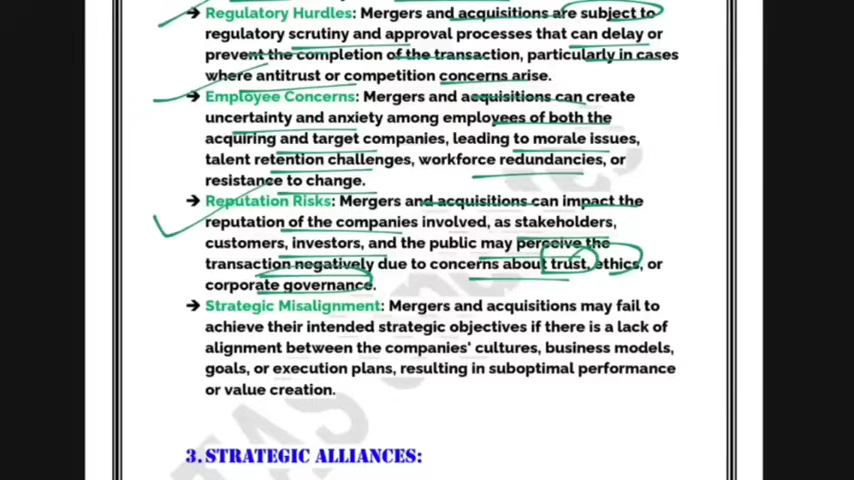 → Regulatory Hurdles: Mergers and acquisitions are subject to
regulatory scrutiny and approval processes that can delay or
prevent the completion of the transaction, particularly in cases
where antitrust or competition concerns arise.
→ Employee Concerns: Mergers and acquisitions can create
uncertainty and anxiety among employees of both the
acquiring and target companies, leading to morale issues,
talent retention challenges, workforce redundancies, or
resistance to change.
→ Reputation Risks: Mergers and acquisitions can impact the
reputation of the companies involved, as stakeholders,
customers, investors, and the public may perceive the
transaction negatively due to concerns about trust, ethics, or
corporate governance.
→ Strategic Misalignment: Mergers and acquisitions may fail to
achieve their intended strategic objectives if there is a lack of
alignment between the companies' cultures, business models,
goals, or execution plans, resulting in suboptimal performance
or value creation.
3. STRATEGIC ALLIANCES: